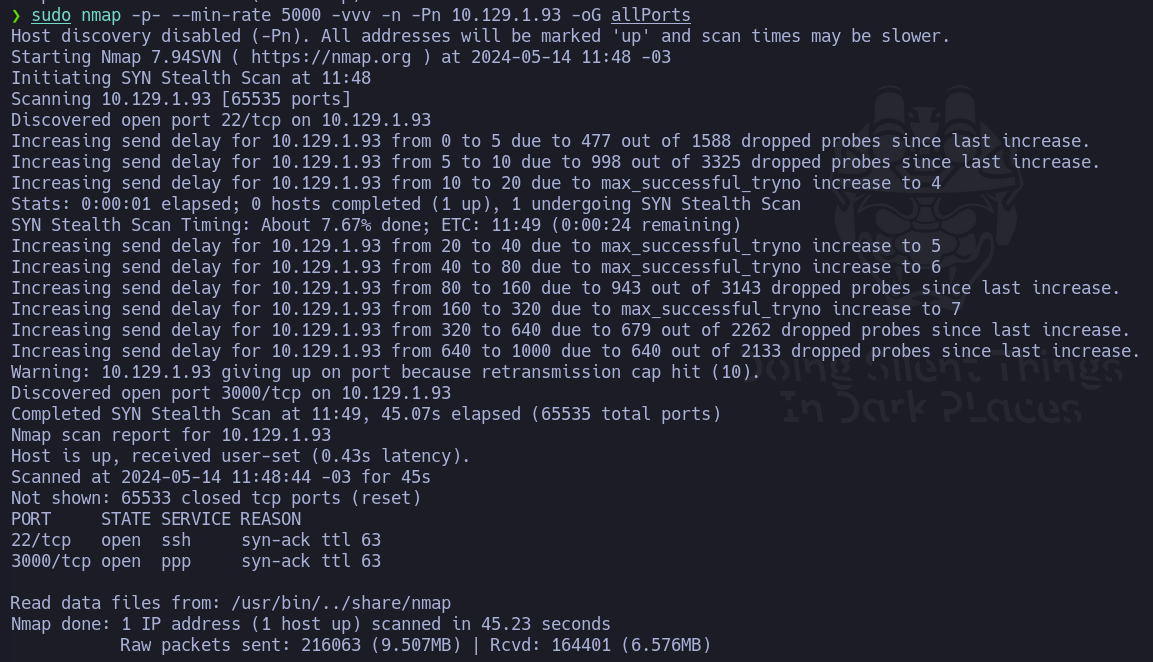 ❯ sudo nmap -p- --min-rate 5000 -vvv -n -Pn 10.129.1.93 -oG allPorts
Host discovery disabled (-Pn). All addresses will be marked 'up' and scan times may be slower.
Starting Nmap 7.94SVN ( https://nmap.org ) at 2024-05-14 11:48 -03
Initiating SYN Stealth Scan at 11:48
Scanning 10.129.1.93 [65535 ports]
Discovered open port 22/tcp on 10.129.1.93
Increasing send delay for 10.129.1.93 from 0 to 5 due to 477 out of 1588 dropped probes since last increase.
Increasing send delay for 10.129.1.93 from 5 to 10 due to 998 out of 3325 dropped probes since last increase.
Increasing send delay for 10.129.1.93 from 10 to 20 due to max_successful_tryno increase to 4
Stats: 0:00:01 elapsed; 0 hosts completed (1 up), 1 undergoing SYN Stealth Scan
SYN Stealth Scan Timing: About 7.67% done; ETC: 11:49 (0:00:24 remaining)
Increasing send delay for 10.129.1.93 from 20 to 40 due to max_successful_tryno increase to 5
Increasing send delay for 10.129.1.93 from 40 to 80 due to max_successful_tryno increase to 6
Increasing send delay for 10.129.1.93 from 80 to 160 due to 943 out of 3143 dropped probes since last increase.
Increasing send delay for 10.129.1.93 from 160 to 320 due to max_successful_tryno increase to 7
Increasing send delay for 10.129.1.93 from 320 to 640 due to 679 out of 2262 dropped probes since last increase.
Increasing send delay for 10.129.1.93 from 640 to 1000 due to 640 out of 2133 dropped probes since last increase.
Warning: 10.129.1.93 giving up on port because retransmission cap hit (10).
Discovered open port 3000/tcp on 10.129.1.93
Completed SYN Stealth Scan at 11:49, 45.07s elapsed (65535 total ports)
Nmap scan report for 10.129.1.93
Host is up, received user-set (0.43s latency).
Scanned at 2024-05-14 11:48:44 -03 for 45s
Not shown: 65533 closed tcp ports (reset)
PORT     STATE SERVICE REASON
22/tcp   open  ssh     syn-ack ttl 63
3000/tcp open  ppp     syn-ack ttl 63
Read data files from: /usr/bin/../share/nmap
Nmap done: 1 IP address (1 host up) scanned in 45.23 seconds
Raw packets sent: 216063 (9.507MB) | Rcvd: 164401 (6.576MB)
Doing Silent Things
In Dark Places